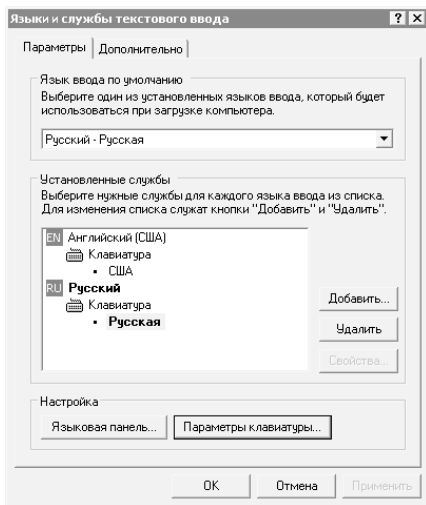 Языки и службы текстового ввода
Параметры
Дополнительно
Язык ввода по умолчанию
Выберите один из установленных языков ввода, который будет
использоваться при загрузке компьютера.
Русский - Русская
Установленные службы
Выберите нужные службы для каждого языка ввода из списка.
Для изменения списка служат кнопки "Добавить" и "Удалить".
EN Английский (США)
Клавиатура
• США
RU Русский
Клавиатура
• Русская
Добавить...
Удалить
Свойства...
Настройка
Языковая панель...
Параметры клавиатуры...
OK
Отмена
Применить